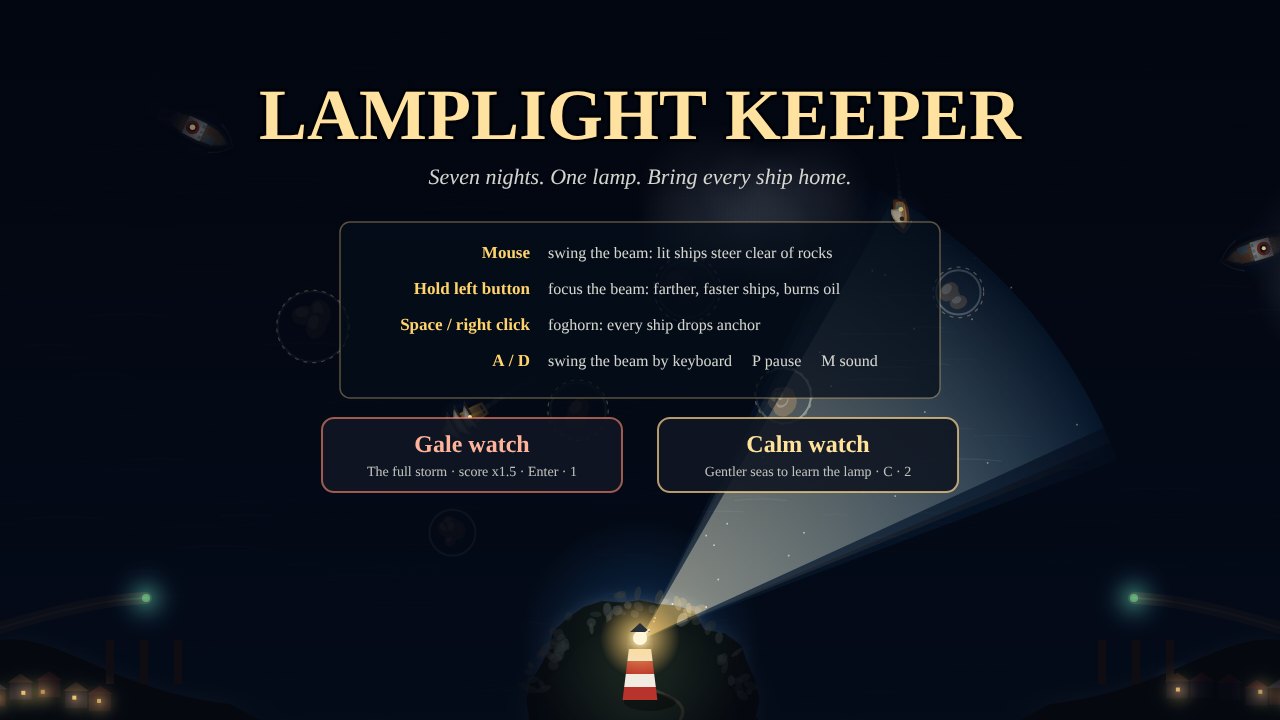 LAMPLIGHT KEEPER
Seven nights. One lamp. Bring every ship home.
Mouse swing the beam: lit ships steer clear of rocks
Hold left button focus the beam: farther, faster ships, burns oil
Space / right click foghorn: every ship drops anchor
A / D swing the beam by keyboard P pause M sound
Gale watch
The full storm · score x1.5 · Enter · 1
Calm watch
Gentler seas to learn the lamp · C · 2